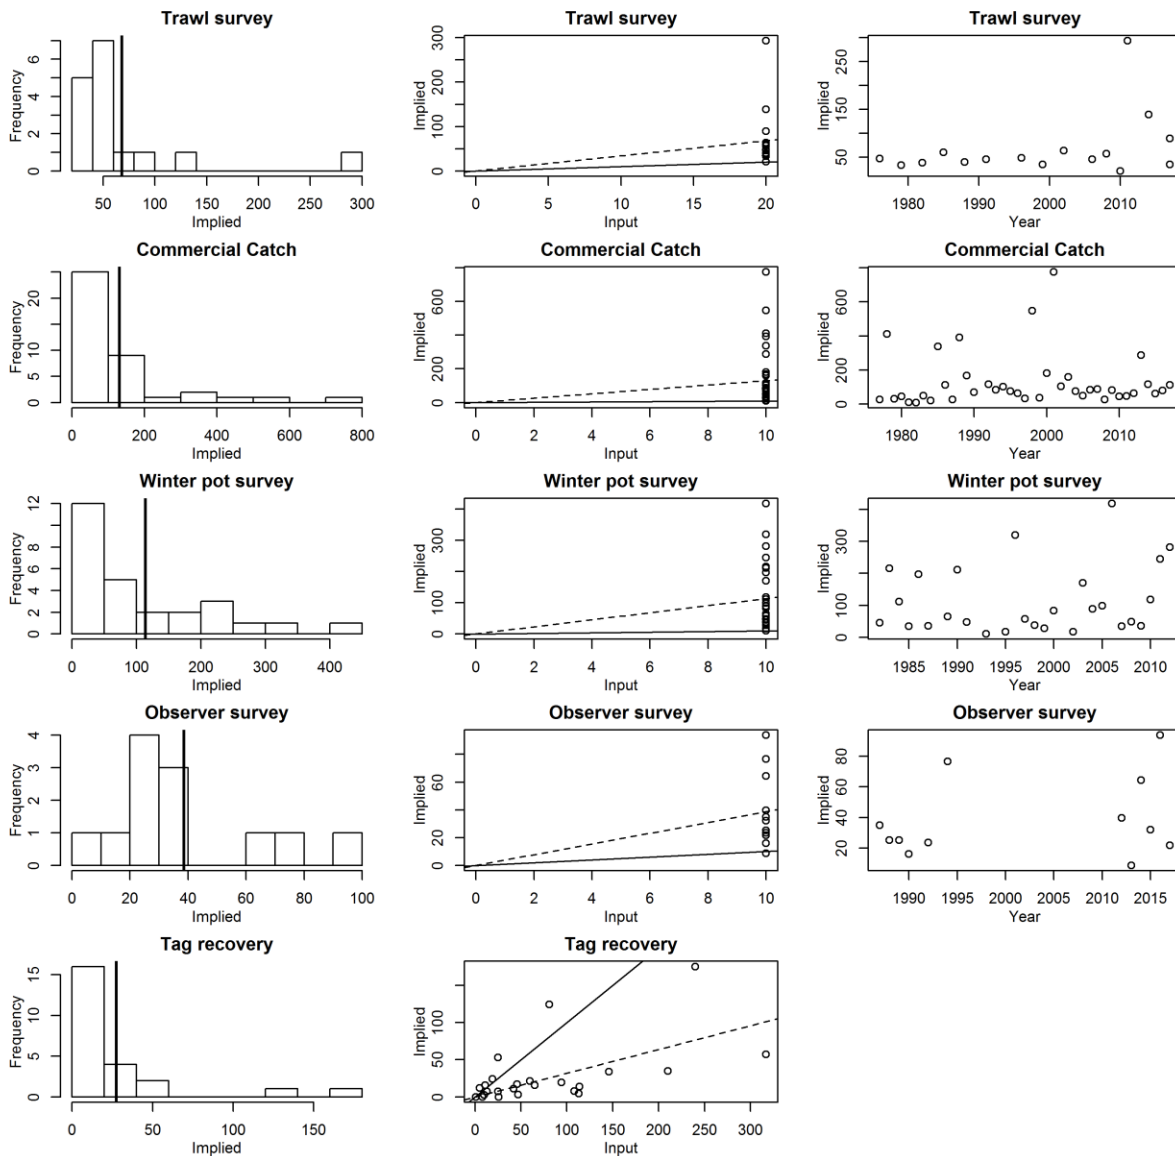 Trawl survey
Frequency
0 2 4 6
50 100 150 200 250 300
Implied
Trawl survey
Implied
0 100 200 300
0 5 10 15 20
Input
Trawl survey
Implied
50 150 250
1980 1990 2000 2010
Year
Commercial Catch
Frequency
0 5 10 20
0 200 400 600 800
Implied
Commercial Catch
Implied
0 200 600
0 2 4 6 8 10
Input
Commercial Catch
Implied
0 200 600
1980 1990 2000 2010
Year
Winter pot survey
Frequency
0 2 4 6 8 12
0 100 200 300 400
Implied
Winter pot survey
Implied
0 100 300
0 2 4 6 8 10
Input
Winter pot survey
Implied
0 100 300
1985 1990 1995 2000 2005 2010
Year
Observer survey
Frequency
0 1 2 3 4
0 20 40 60 80 100
Implied
Observer survey
Implied
0 20 60
0 2 4 6 8 10
Input
Observer survey
Implied
20 40 60 80
1990 1995 2000 2005 2010 2015
Year
Tag recovery
Frequency
0 5 10 15
0 50 100 150
Implied
Tag recovery
Implied
0 50 100
0 50 100 150 200 250 300
Input